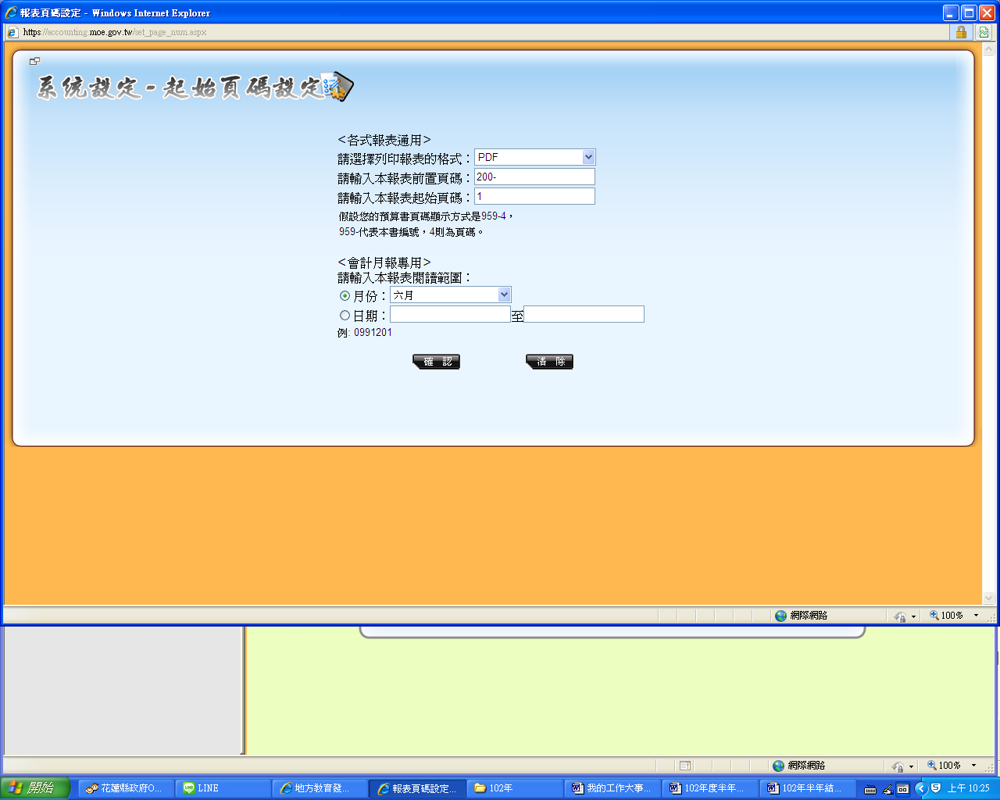 報表頁碼設定 - Windows Internet Explorer
https://accounting.moe.gov.tw/set_page_num.aspx
系統設定-起始頁碼設定
<各式報表通用>
請選擇列印報表的格式：PDF
請輸入本報表前置頁碼：200-
請輸入本報表起始頁碼：1
假設您的預算書頁碼顯示方式是959-4，
959-代表本書編號，4則為頁碼。
<會計月報專用>
請輸入本報表閱讀範圍：
月份：六月
日期：至
例: 0991201
確 認 清 除
網際網路 100%
網際網路 100%
開始 花蓮縣政府O... LINE 地方教育發... 報表頁碼設定... 102年 我的工作大事... 102年度半年... 102年半年結... 上午 10:25